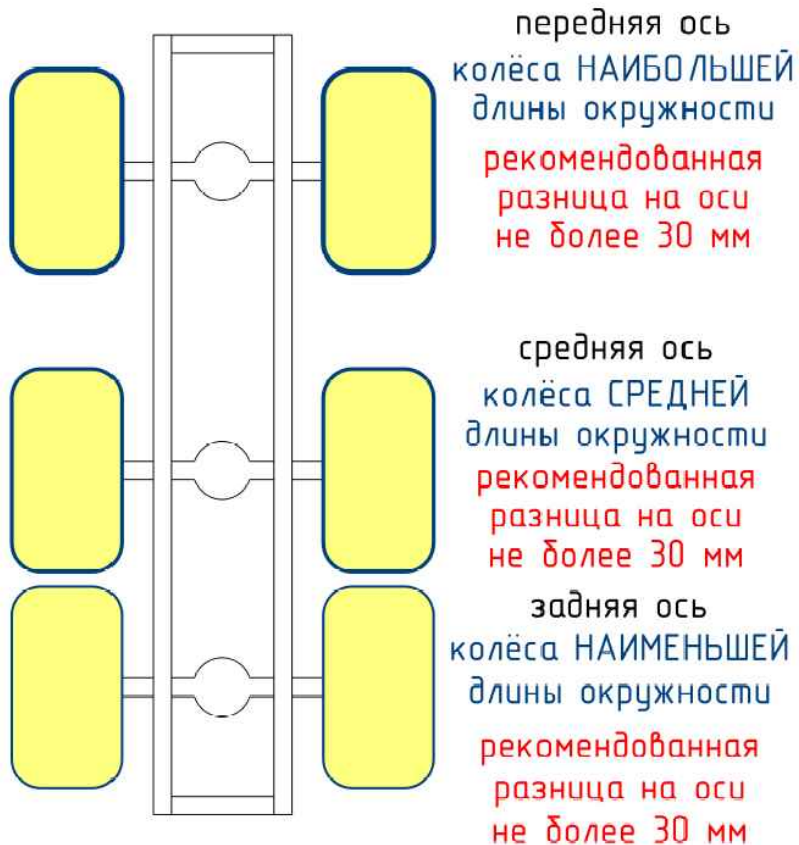 передняя ось
колёса НАИБОЛЬШЕЙ
длины окружности
рекомендованная
разница на оси
не более 30 мм
средняя ось
колёса СРЕДНЕЙ
длины окружности
рекомендованная
разница на оси
не более 30 мм
задняя ось
колёса НАИМЕНЬШЕЙ
длины окружности
рекомендованная
разница на оси
не более 30 мм